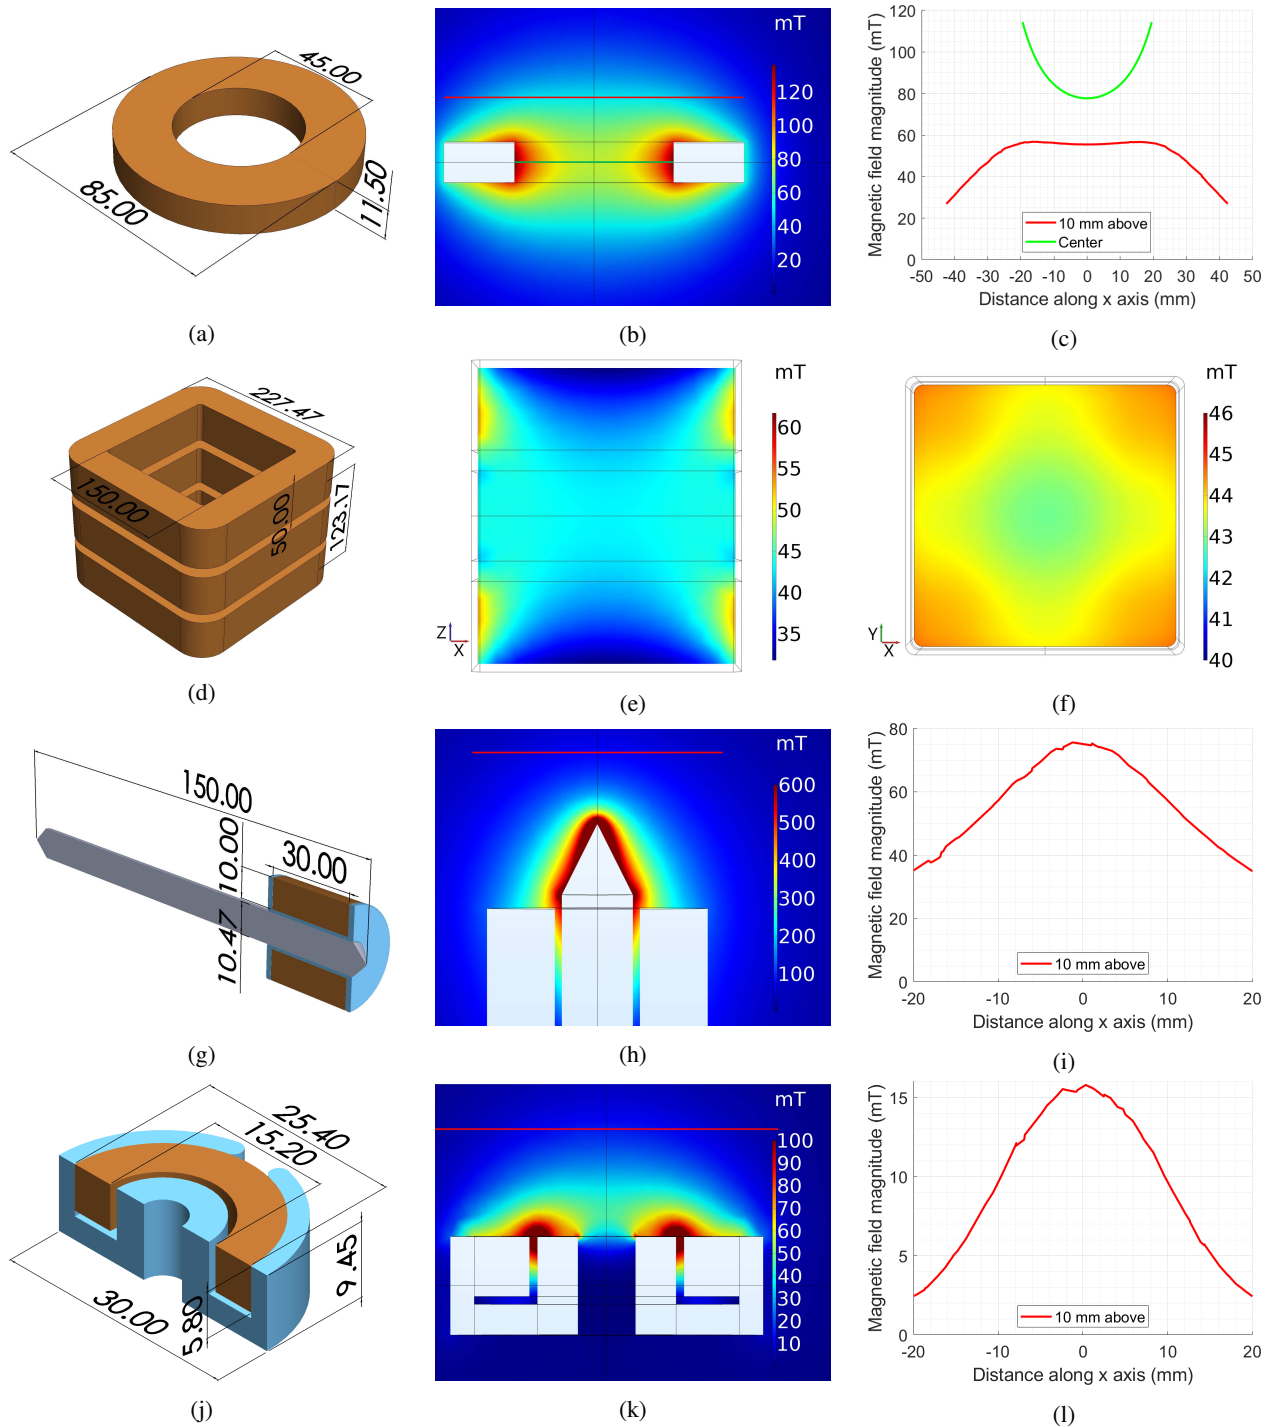 45.00
85.00
11.50
(a)
mT
120
100
80
60
40
20
(b)
Magnetic field magnitude (mT)
120
100
80
60
40
20
0
10 mm above
Center
-50 -40 -30 -20 -10 0 10 20 30 40 50
Distance along x axis (mm)
(c)
227.47
150.00
50.00
123.17
(d)
mT
60
55
50
45
40
35
Z
X
(e)
mT
46
45
44
43
42
41
40
Y
X
(f)
150.00
10.00
30.00
10.47
(g)
mT
600
500
400
300
200
100
(h)
Magnetic field magnitude (mT)
80
60
40
20
0
10 mm above
-20 -10 0 10 20
Distance along x axis (mm)
(i)
25.40
15.20
9.45
5.80
30.00
(j)
mT
100
90
80
70
60
50
40
30
20
10
(k)
Magnetic field magnitude (mT)
15
10
5
0
10 mm above
-20 -10 0 10 20
Distance along x axis (mm)
(l)